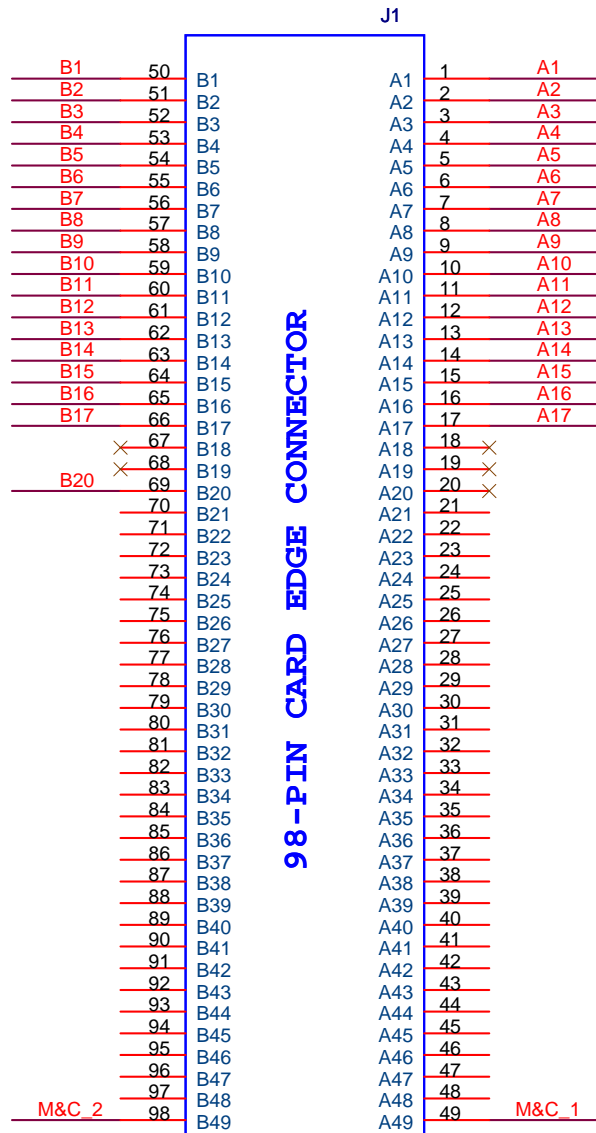 J1
B1 50 B1 A1 1 A1
B2 51 B2 A2 2 A2
B3 52 B3 A3 3 A3
B4 53 B4 A4 4 A4
B5 54 B5 A5 5 A5
B6 55 B6 A6 6 A6
B7 56 B7 A7 7 A7
B8 57 B8 A8 8 A8
B9 58 B9 A9 9 A9
B10 59 B10 A10 10 A10
B11 60 B11 A11 11 A11
B12 61 B12 A12 12 A12
B13 62 B13 A13 13 A13
B14 63 B14 A14 14 A14
B15 64 B15 A15 15 A15
B16 65 B16 A16 16 A16
B17 66 B17 A17 17 A17
67 B18 A18 18
68 B19 A19 19
B20 69 B20 A20 20
70 B21 A21 21
71 B22 A22 22
72 B23 A23 23
73 B24 A24 24
74 B25 A25 25
75 B26 A26 26
76 B27 A27 27
77 B28 A28 28
78 B29 A29 29
79 B30 A30 30
80 B31 A31 31
81 B32 A32 32
82 B33 A33 33
83 B34 A34 34
84 B35 A35 35
85 B36 A36 36
86 B37 A37 37
87 B38 A38 38
88 B39 A39 39
89 B40 A40 40
90 B41 A41 41
91 B42 A42 42
92 B43 A43 43
93 B44 A44 44
94 B45 A45 45
95 B46 A46 46
96 B47 A47 47
97 B48 A48 48
M&C_2 98 B49 A49 49 M&C_1
98-PIN CARD EDGE CONNECTOR